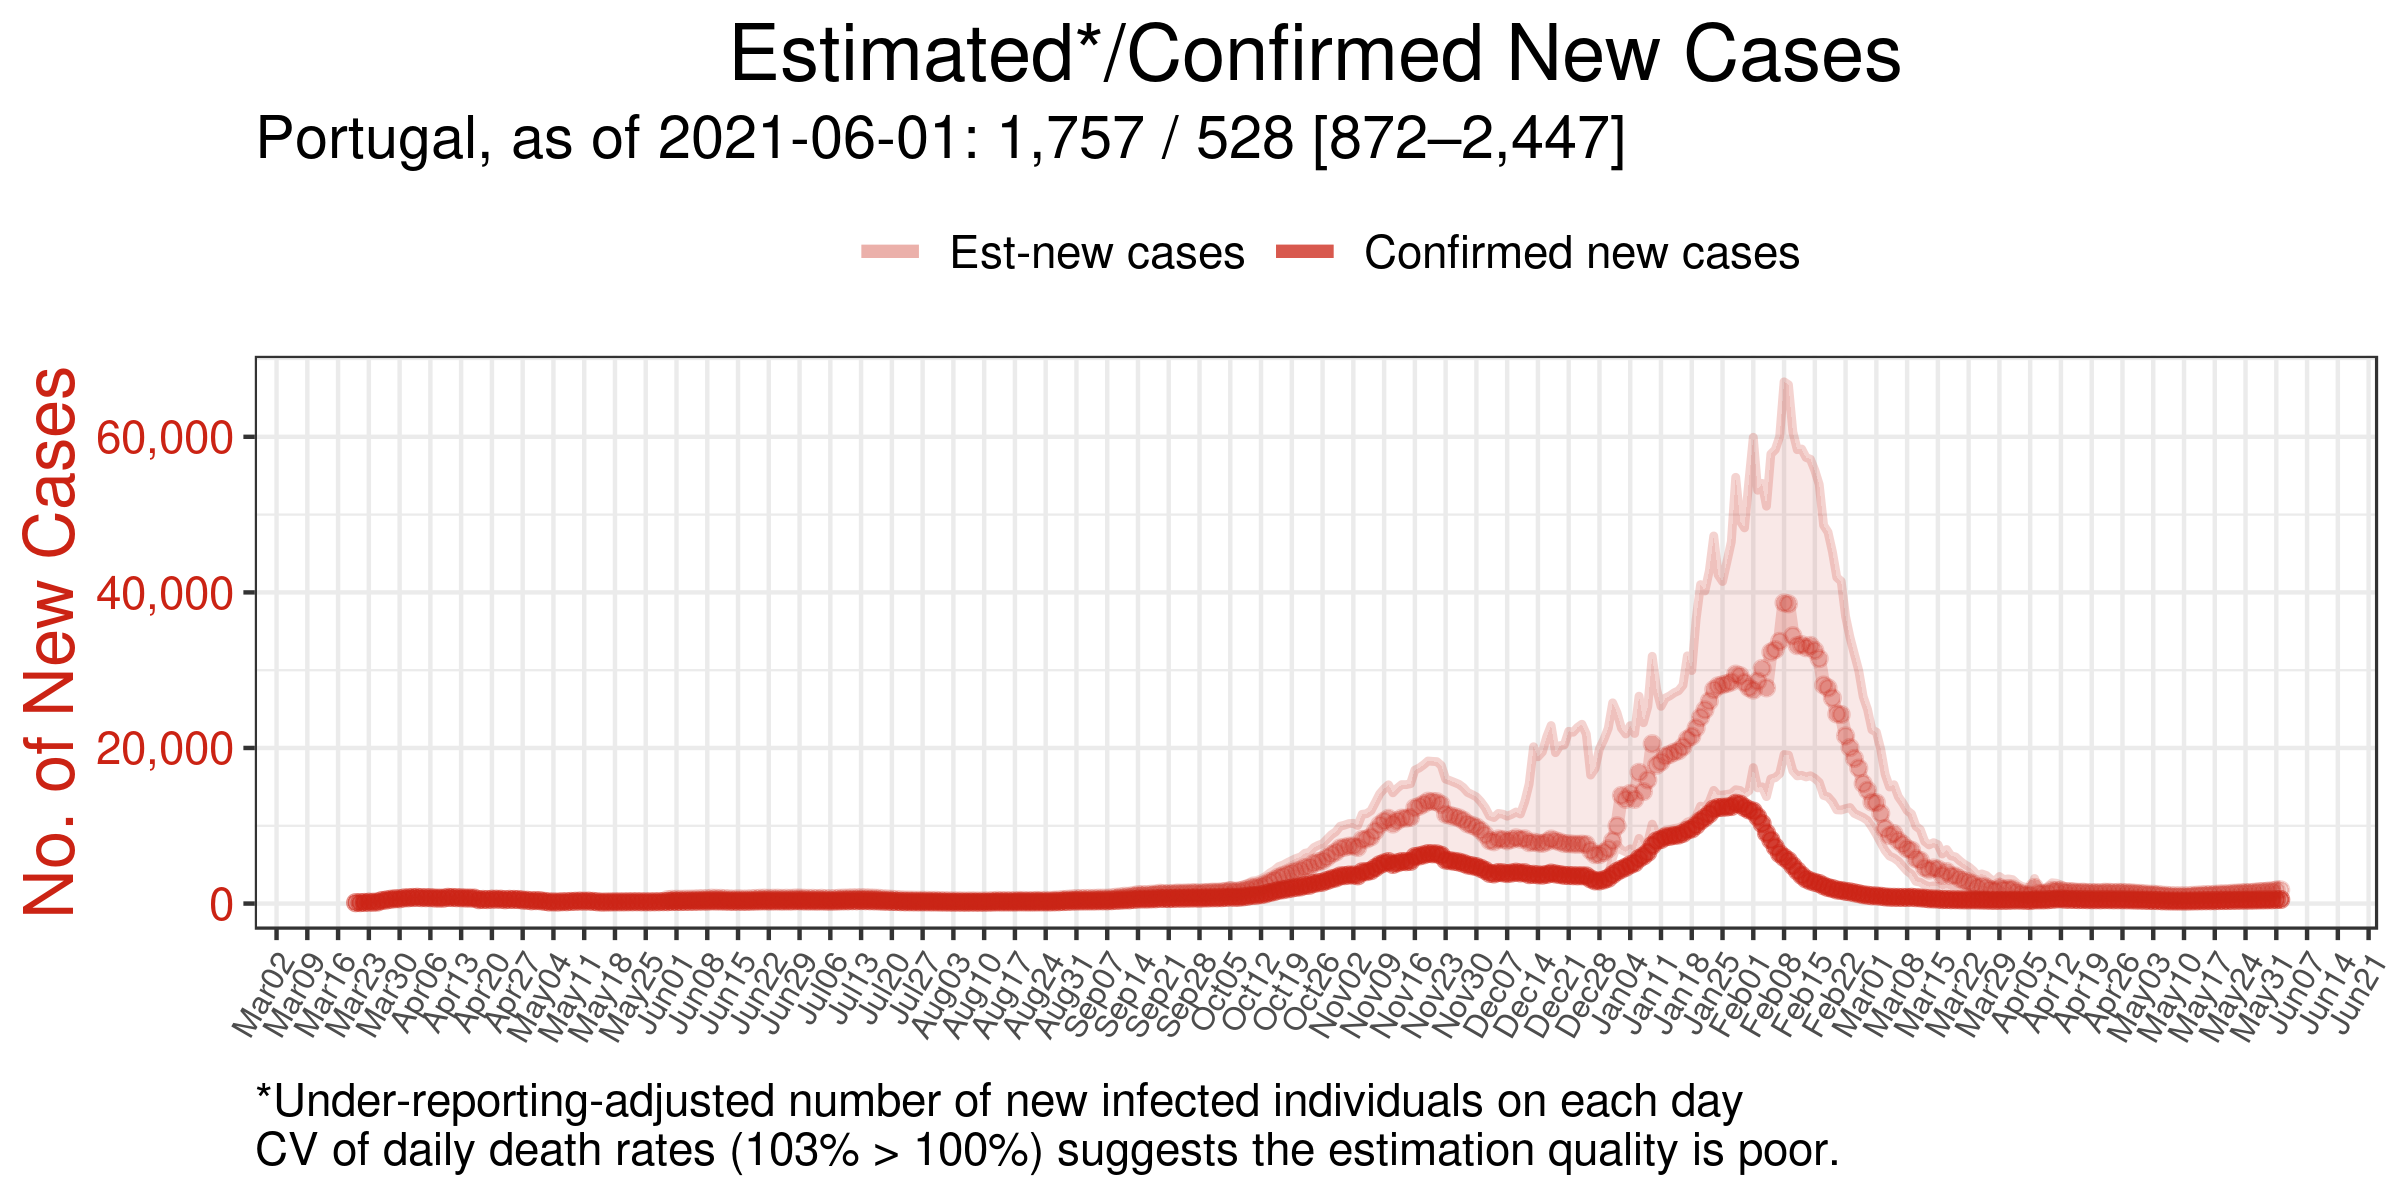 Estimated*/Confirmed New Cases
Portugal, as of 2021-06-01: 1,757 / 528 [872–2,447]
Est-new cases Confirmed new cases
No. of New Cases
60,000
40,000
20,000
0
Mar02 Mar09 Mar16 Mar23 Mar30 Apr06 Apr13 Apr20 Apr27 May04 May11 May18 May25 Jun01 Jun08 Jun15 Jun22 Jun29 Jul06 Jul13 Jul20 Jul27 Aug03 Aug10 Aug17 Aug24 Aug31 Sep07 Sep14 Sep21 Sep28 Oct05 Oct12 Oct19 Oct26 Nov02 Nov09 Nov16 Nov23 Nov30 Dec07 Dec14 Dec21 Dec28 Jan04 Jan11 Jan18 Jan25 Feb01 Feb08 Feb15 Feb22 Mar01 Mar08 Mar15 Mar22 Mar29 Apr05 Apr12 Apr19 Apr26 May03 May10 May17 May24 May31 Jun07 Jun14 Jun21
*Under-reporting-adjusted number of new infected individuals on each day
CV of daily death rates (103% > 100%) suggests the estimation quality is poor.